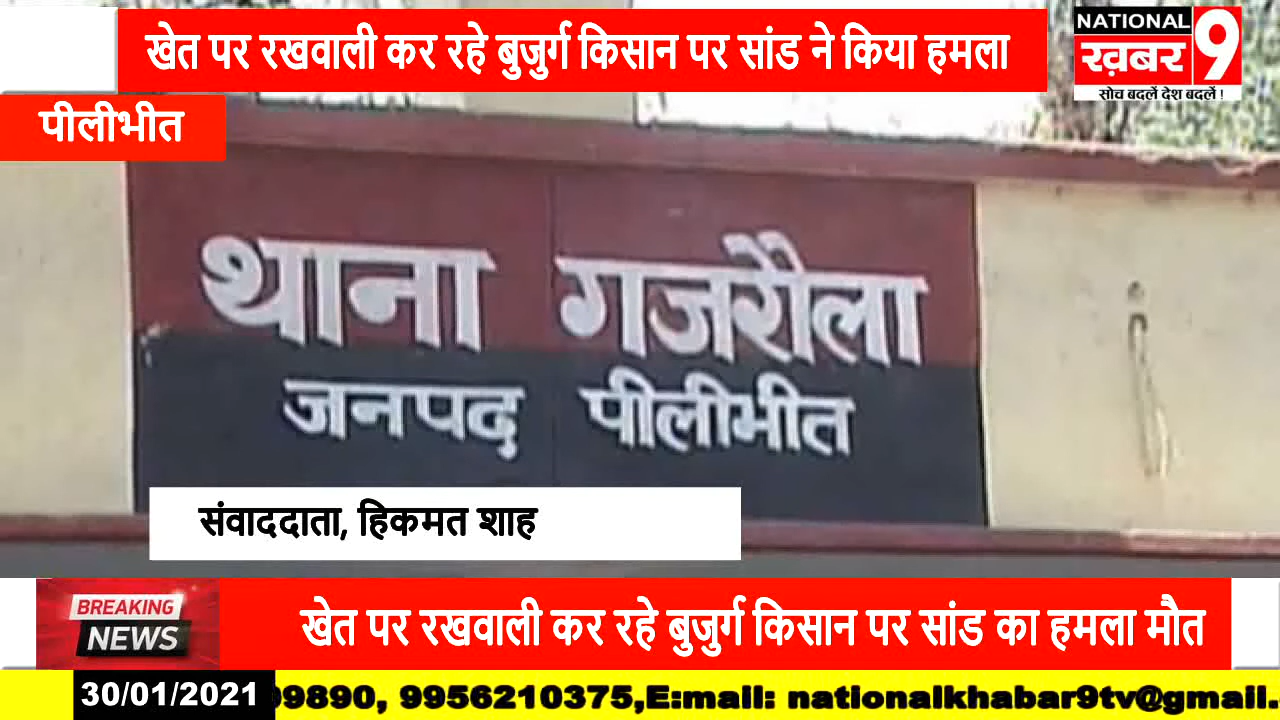 खेत पर रखवाली कर रहे बुजुर्ग किसान पर सांड ने किया हमला
NATIONAL
ख़बर 9
सोच बदलें देश बदलें !
पीलीभीत
थाना गजरौला
जनपद पीलीभीत
संवाददाता, हिकमत शाह
BREAKING
NEWS
खेत पर रखवाली कर रहे बुजुर्ग किसान पर सांड का हमला मौत
30/01/2021 09890, 9956210375,E:mail: nationalkhabar9tv@gmail.